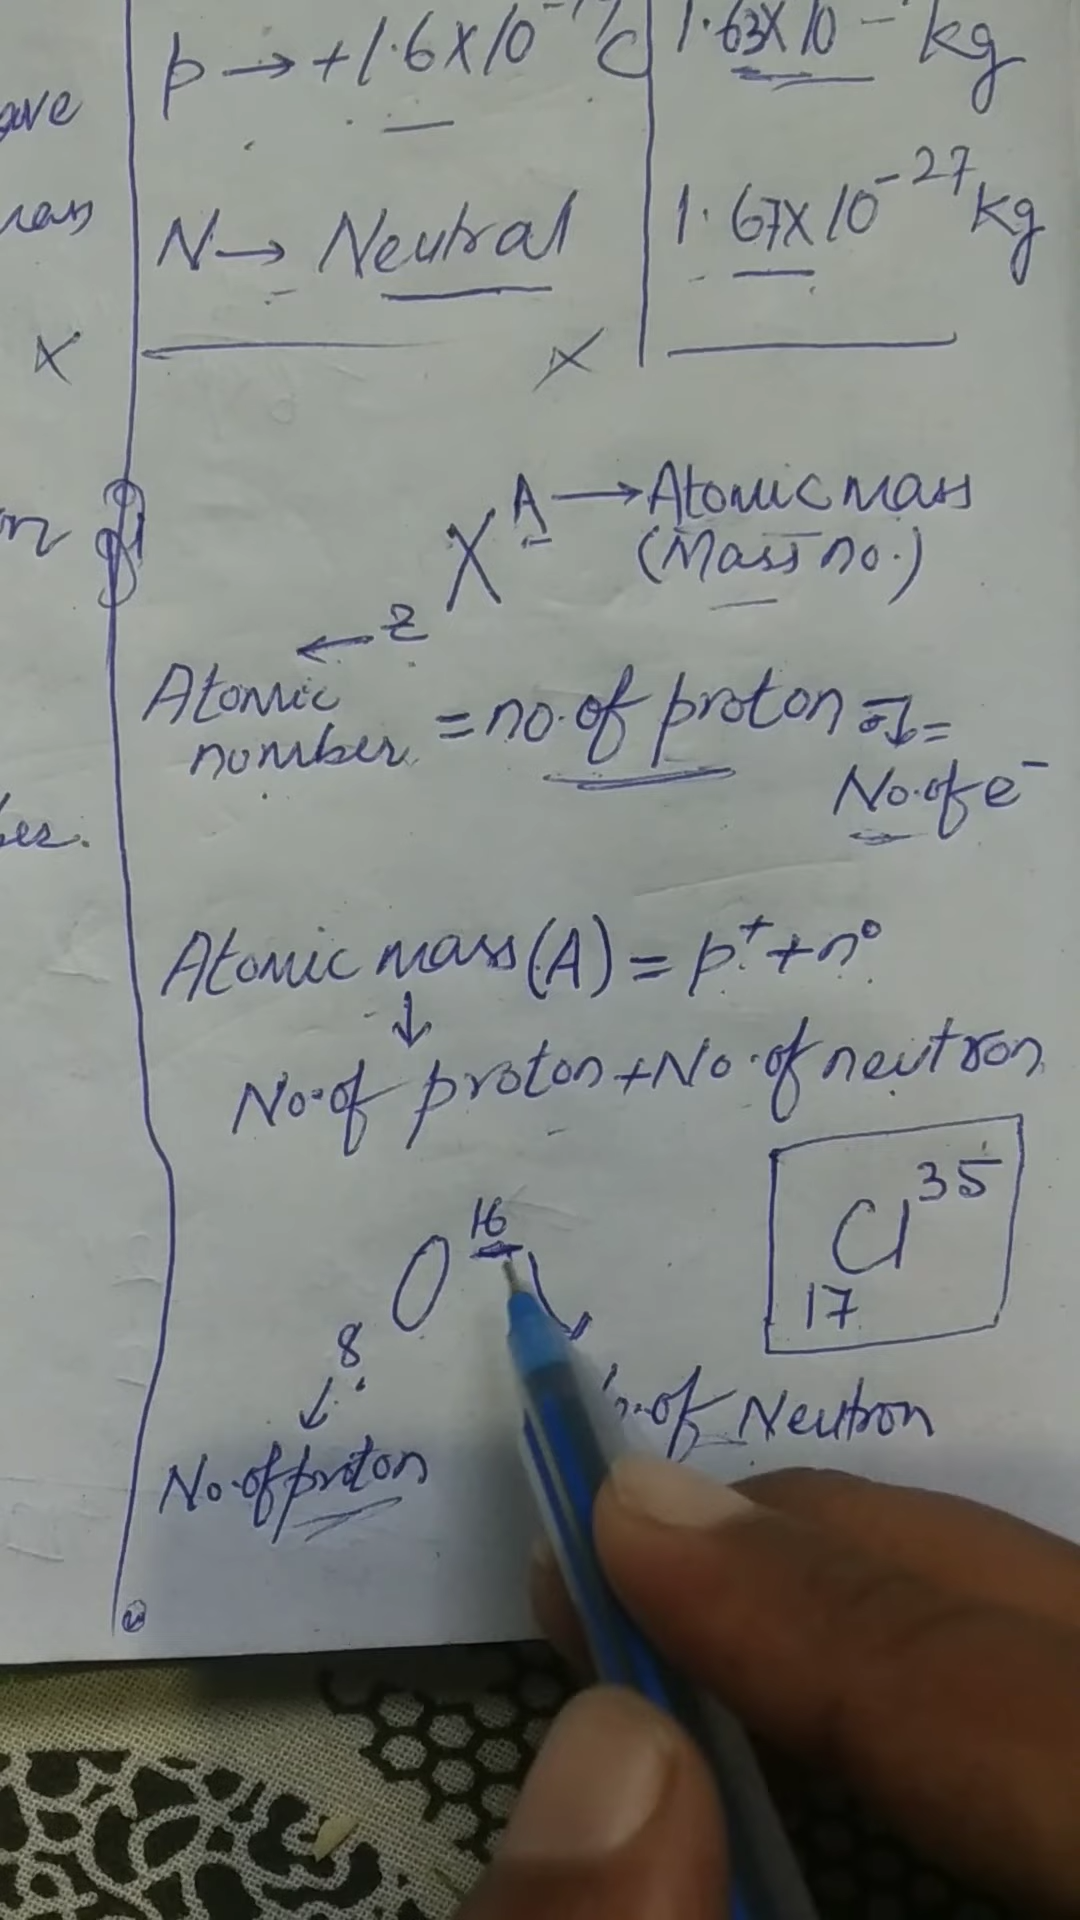 p → +1.6×10⁻¹⁹C 1.63×10⁻ kg
N → Neutral 1.67×10⁻²⁷ kg
X X
X A → Atomic mass
(Mass no.)
← z
Atomic number = no. of proton =
No. of e⁻
Atomic mass (A) = p⁺ + n⁰
↓
No. of proton + No. of neutron
O 16
8
Cl 35
17
No. of proton
of Neutron